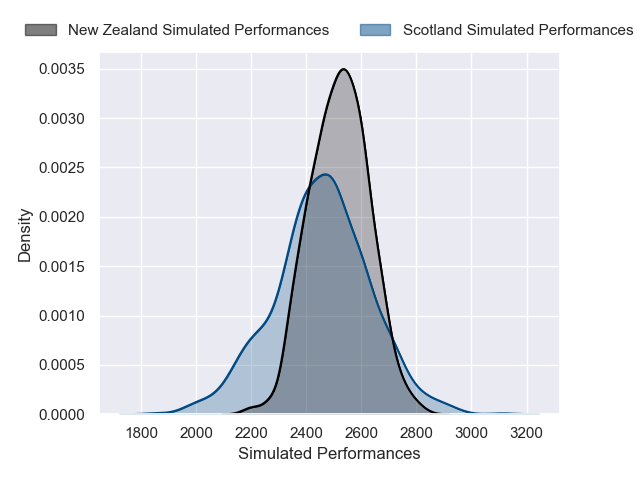 New Zealand Simulated Performances
Scotland Simulated Performances
0.0035
0.0030
0.0025
0.0020
0.0015
0.0010
0.0005
0.0000
Density
1800 2000 2200 2400 2600 2800 3000 3200
Simulated Performances